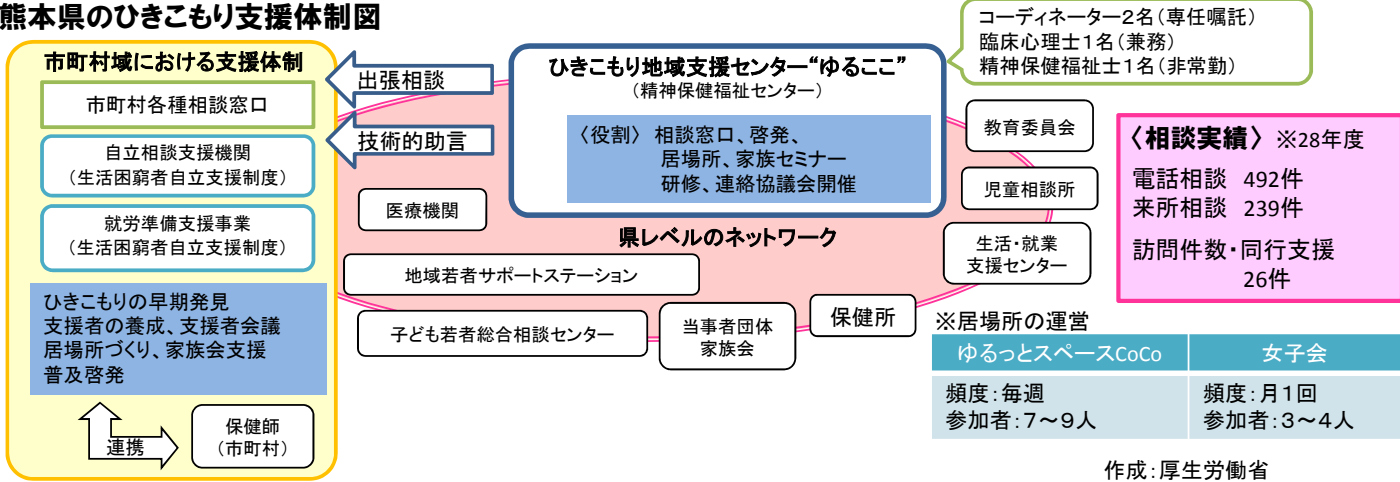 熊本県のひきこもり支援体制図
市町村域における支援体制
市町村各種相談窓口
自立相談支援機関
（生活困窮者自立支援制度）
就労準備支援事業
（生活困窮者自立支援制度）
ひきこもりの早期発見
支援者の養成、支援者会議
居場所づくり、家族会支援
普及啓発
連携
保健師
（市町村）
出張相談
技術的助言
ひきこもり地域支援センター“ゆるここ”
（精神保健福祉センター）
〈役割〉 相談窓口、啓発、
居場所、家族セミナー
研修、連絡協議会開催
コーディネーター２名（専任嘱託）
臨床心理士１名（兼務）
精神保健福祉士１名（非常勤）
県レベルのネットワーク
医療機関
地域若者サポートステーション
子ども若者総合相談センター
当事者団体
家族会
保健所
生活・就業
支援センター
児童相談所
教育委員会
〈相談実績〉 ※28年度
電話相談 492件
来所相談 239件
訪問件数・同行支援
26件
※居場所の運営
ゆるっとスペースCoCo
女子会
頻度：毎週
参加者：７～９人
頻度：月１回
参加者：３～４人
作成：厚生労働省